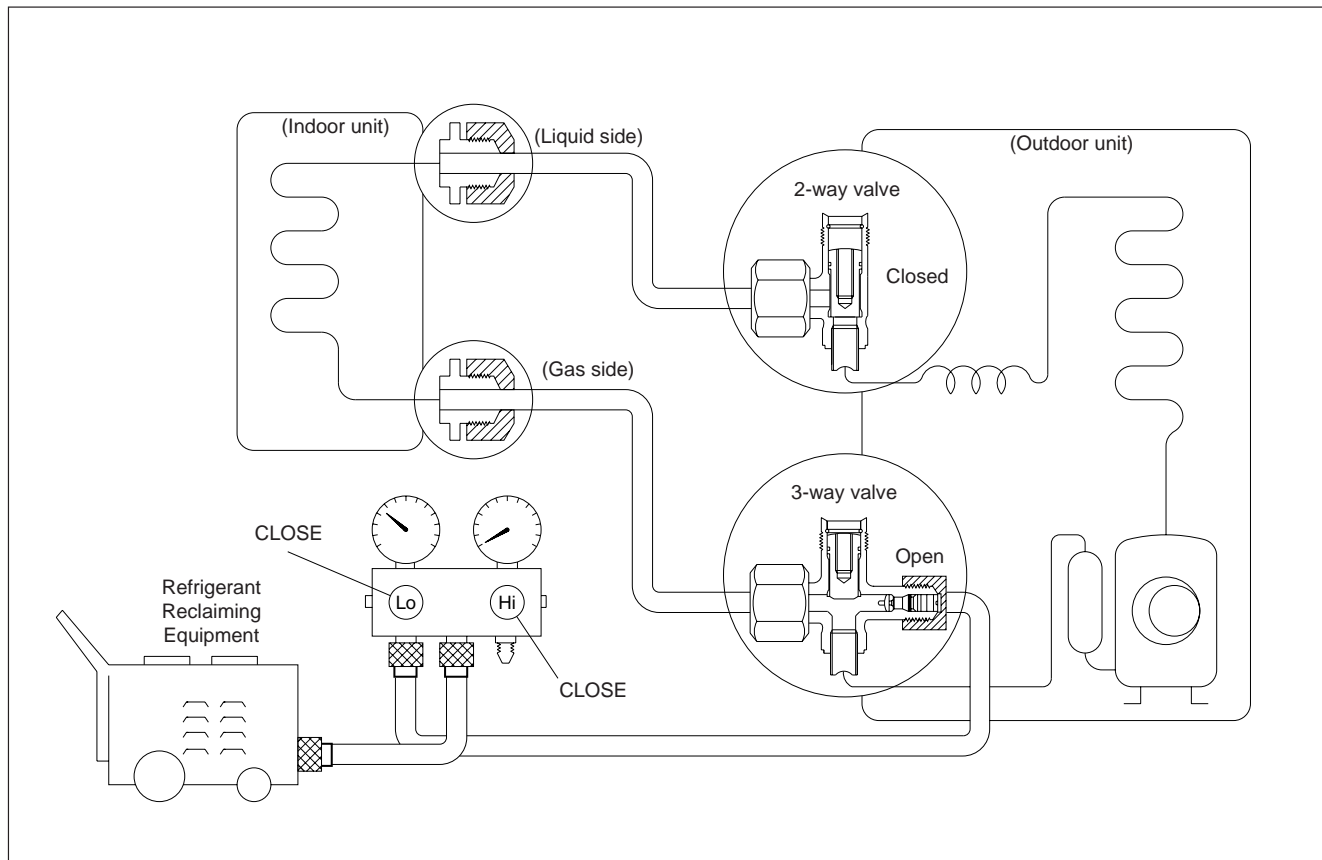 (Indoor unit)
(Liquid side)
(Outdoor unit)
2-way valve
Closed
(Gas side)
3-way valve
Open
CLOSE
Lo
Hi
CLOSE
Refrigerant
Reclaiming
Equipment